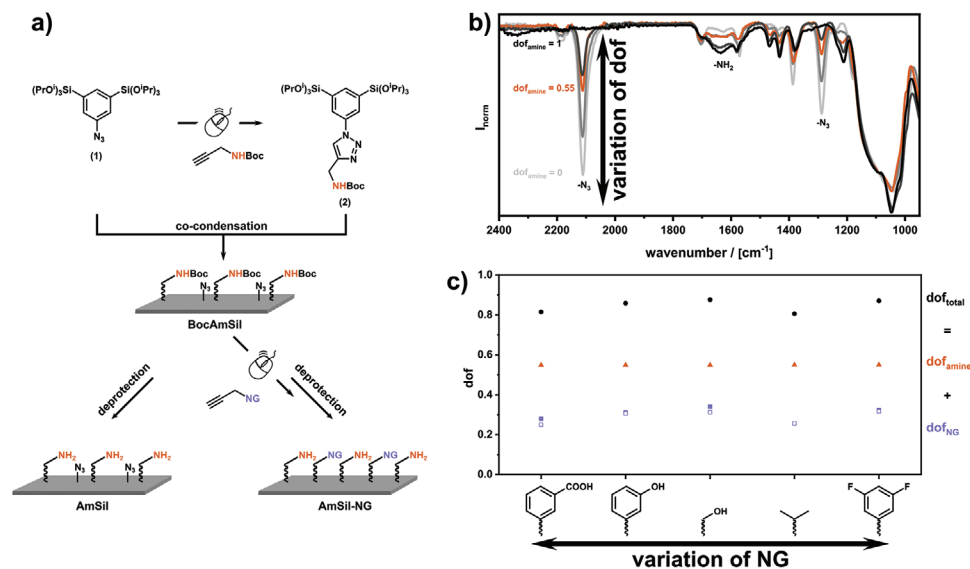 a)
(PrOⁱ)₃Si
Si(OⁱPr)₃
N₃
(1)
NHBoc
(PrOⁱ)₃Si
Si(OⁱPr)₃
N
N
N
NHBoc
(2)
co-condensation
NHBoc
NHBoc
NHBoc
N₃
N₃
BocAmSil
deprotection
NG
deprotection
NH₂
NH₂
NH₂
N₃
N₃
AmSil
NH₂
NG
NH₂
NG
NH₂
AmSil-NG
b)
I_norm
dof_amine = 1
dof_amine = 0.55
dof_amine = 0
-N₃
variation of dof
-NH₂
-N₃
2400 2200 2000 1800 1600 1400 1200 1000
wavenumber / [cm⁻¹]
c)
dof
1.0
0.8
0.6
0.4
0.2
0.0
dof_total
=
dof_amine
+
dof_NG
COOH
OH
OH
F
F
variation of NG